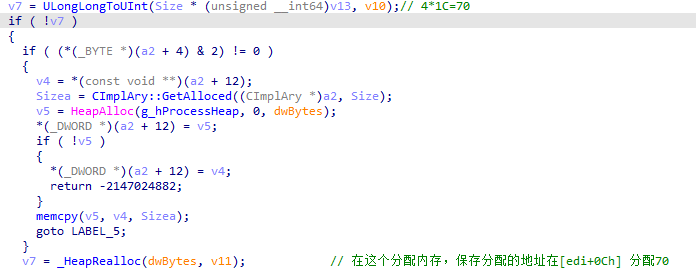 v7 = ULongLongToUInt(Size * (unsigned __int64)v13, v10);// 4*1C=70
if ( !v7 )
{
if ( (*(_BYTE *)(a2 + 4) & 2) != 0 )
{
v4 = *(const void **)(a2 + 12);
Sizea = CImplAry::GetAlloced((CImplAry *)a2, Size);
v5 = HeapAlloc(g_hProcessHeap, 0, dwBytes);
*(_DWORD *)(a2 + 12) = v5;
if ( !v5 )
{
*(_DWORD *)(a2 + 12) = v4;
return -2147024882;
}
memcpy(v5, v4, Sizea);
goto LABEL_5;
}
v7 = _HeapRealloc(dwBytes, v11); // 在这个分配内存，保存分配的地址在[edi+0Ch] 分配70